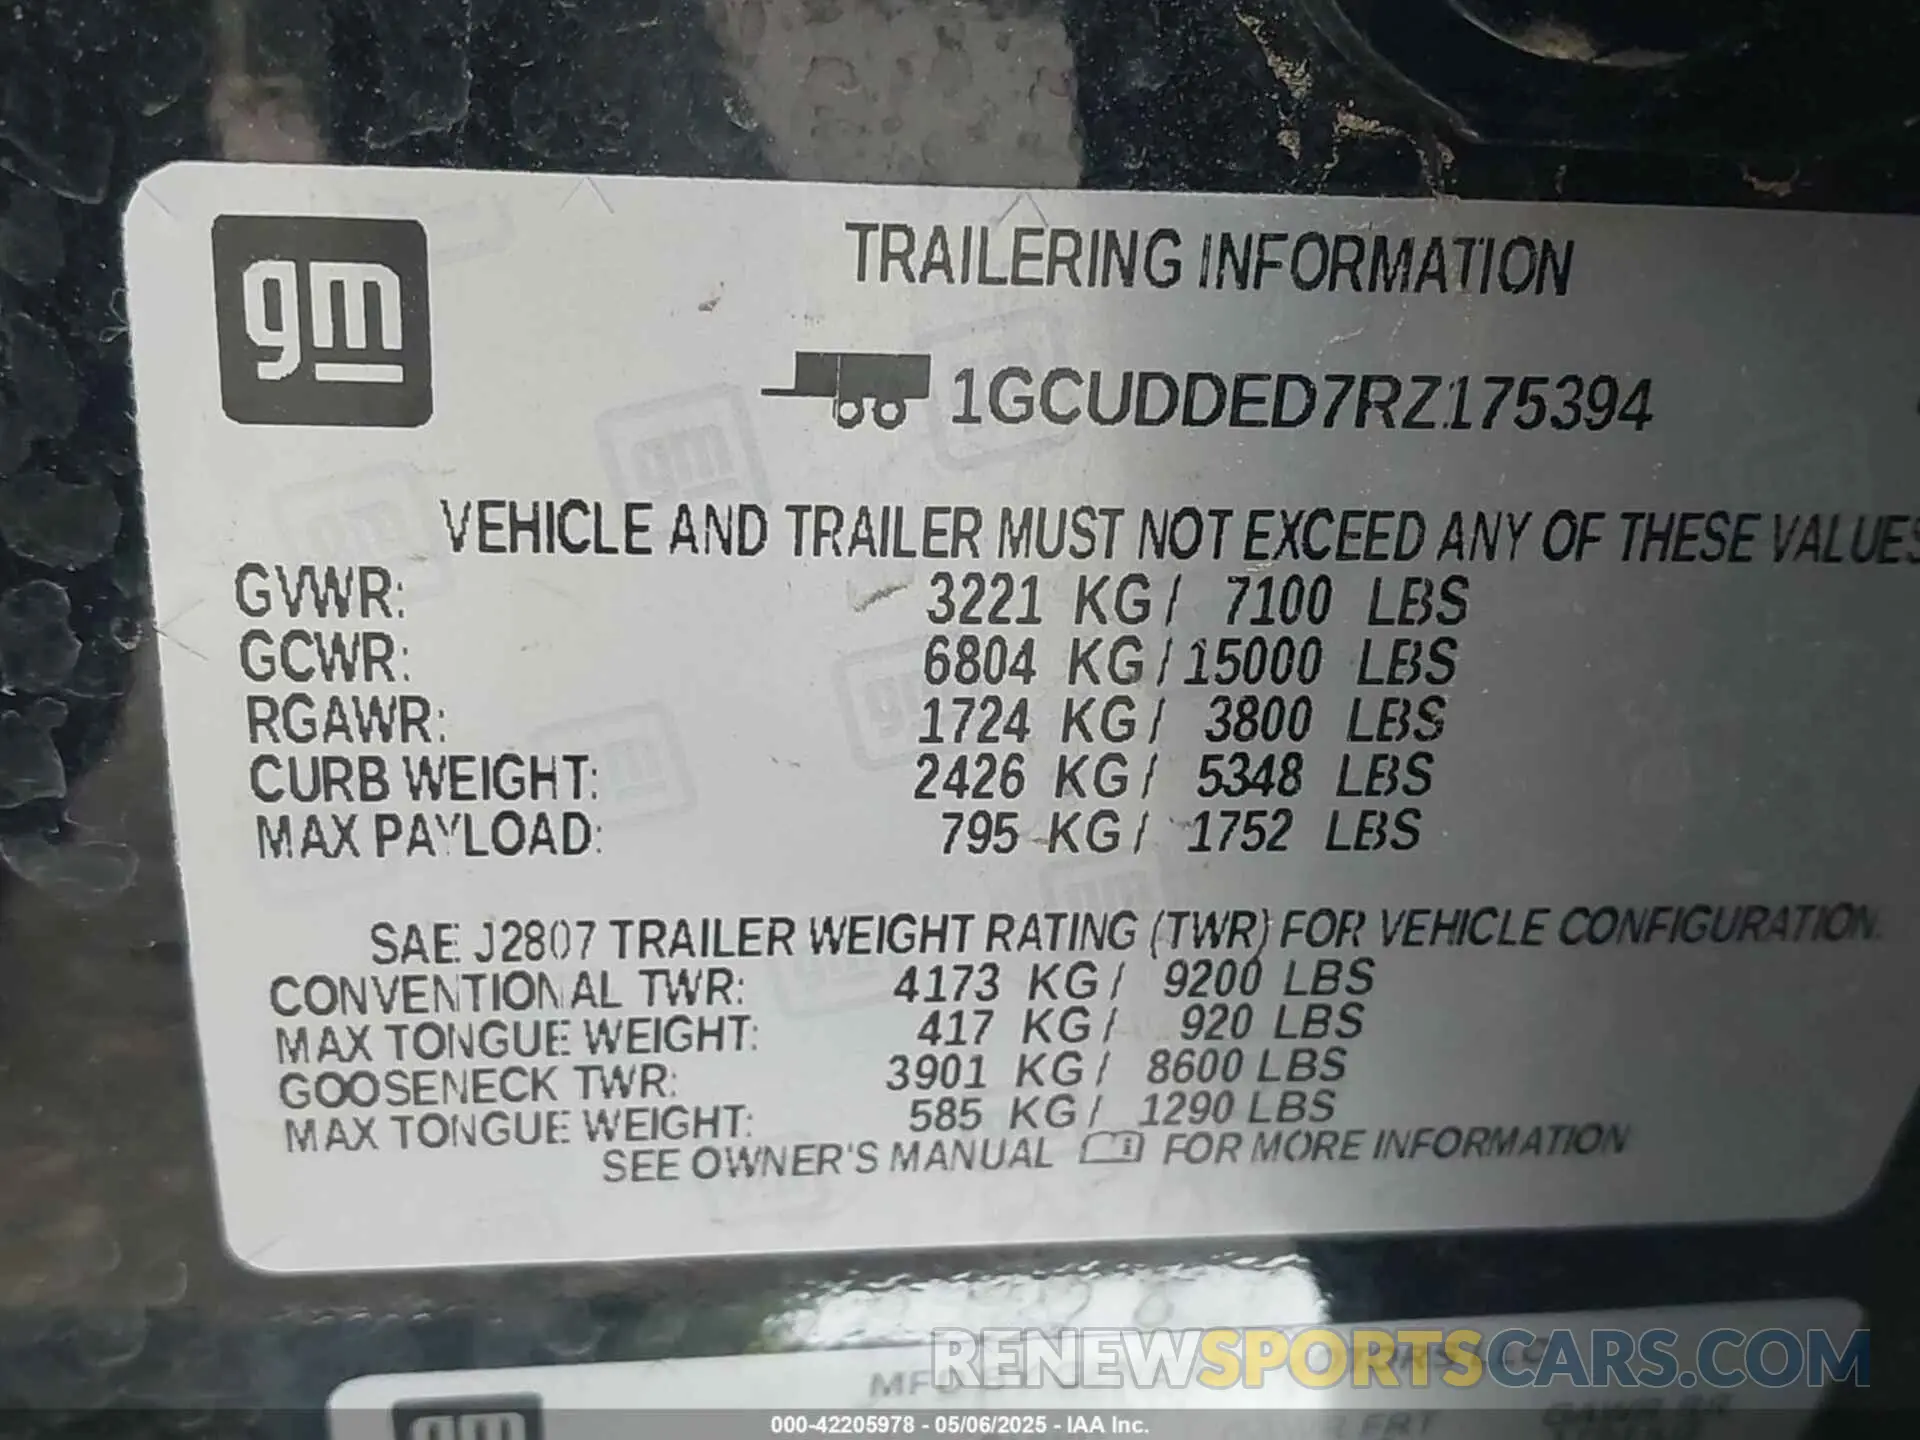 gm
TRAILERING INFORMATION
1GCUDDED7RZ175394
VEHICLE AND TRAILER MUST NOT EXCEED ANY OF THESE VALUES
GVWR: 3221 KG/ 7100 LBS
GCWR: 6804 KG/15000 LBS
RGAWR: 1724 KG/ 3800 LBS
CURB WEIGHT: 2426 KG/ 5348 LBS
MAX PAYLOAD: 795 KG/ 1752 LBS
SAE J2807 TRAILER WEIGHT RATING (TWR) FOR VEHICLE CONFIGURATION.
CONVENTIONAL TWR: 4173 KG/ 9200 LBS
MAX TONGUE WEIGHT: 417 KG/ 920 LBS
GOOSENECK TWR: 3901 KG/ 8600 LBS
MAX TONGUE WEIGHT: 585 KG/ 1290 LBS
SEE OWNER'S MANUAL FOR MORE INFORMATION
RENEWSPORTSCARS.COM
gm
000-42205978 - 05/06/2025 - IAA Inc.